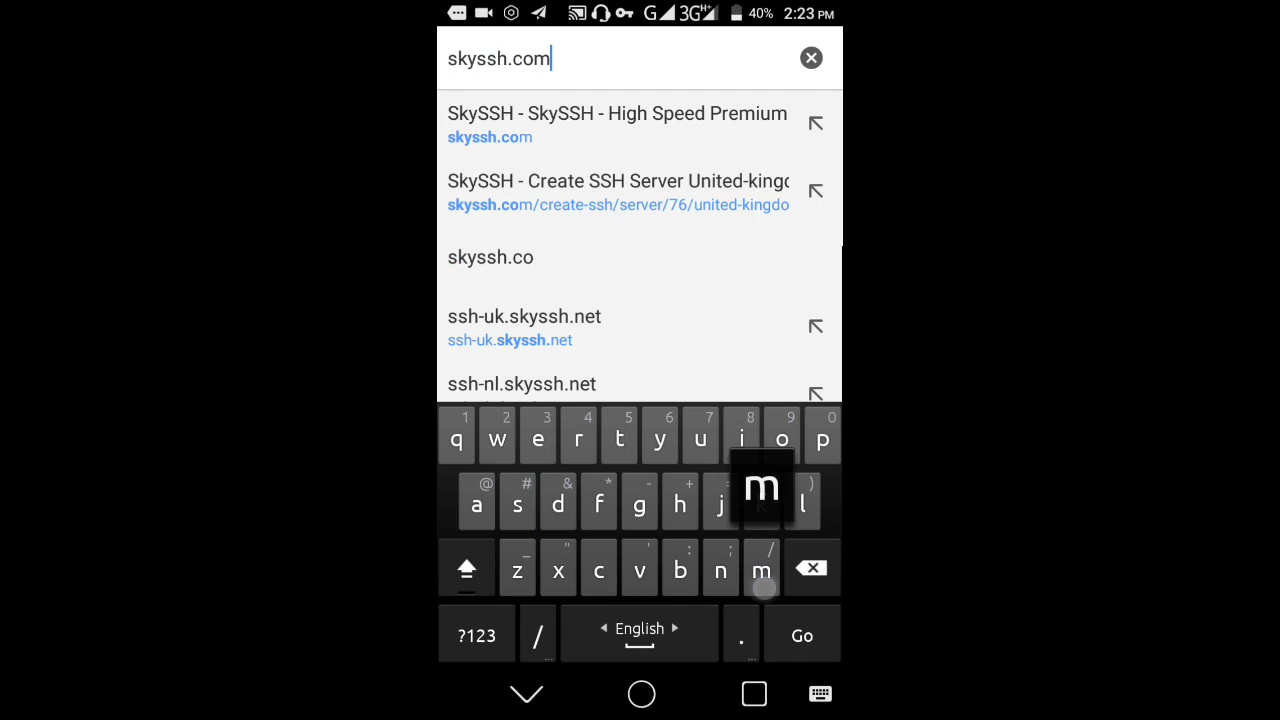 G 3G H+ 40% 2:23 PM
skyssh.com
SkySSH - SkySSH - High Speed Premium
skyssh.com
SkySSH - Create SSH Server United-kingd
skyssh.com/create-ssh/server/76/united-kingdo
skyssh.co
ssh-uk.skyssh.net
ssh-uk.skyssh.net
ssh-nl.skyssh.net
1 2 3 4 5 6 7 8 9 0
q w e r t y u i o p
m
@ # & * - + = )
a s d f g h j k l
_ " ' : ; /
z x c v b n m
?123 / English . Go